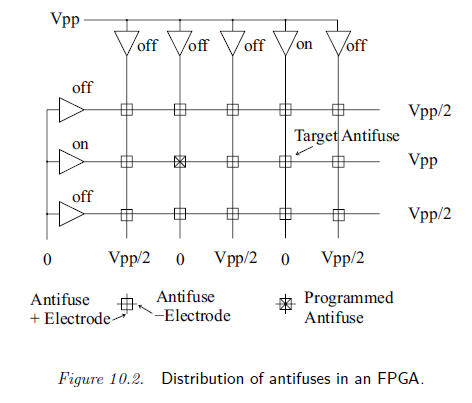 Vpp
off off off on off
off
Vpp/2
Target Antifuse
on
Vpp
off
Vpp/2
0 Vpp/2 0 Vpp/2 0 Vpp/2
Antifuse
+ Electrode
Antifuse
–Electrode
Programmed
Antifuse
Figure 10.2. Distribution of antifuses in an FPGA.